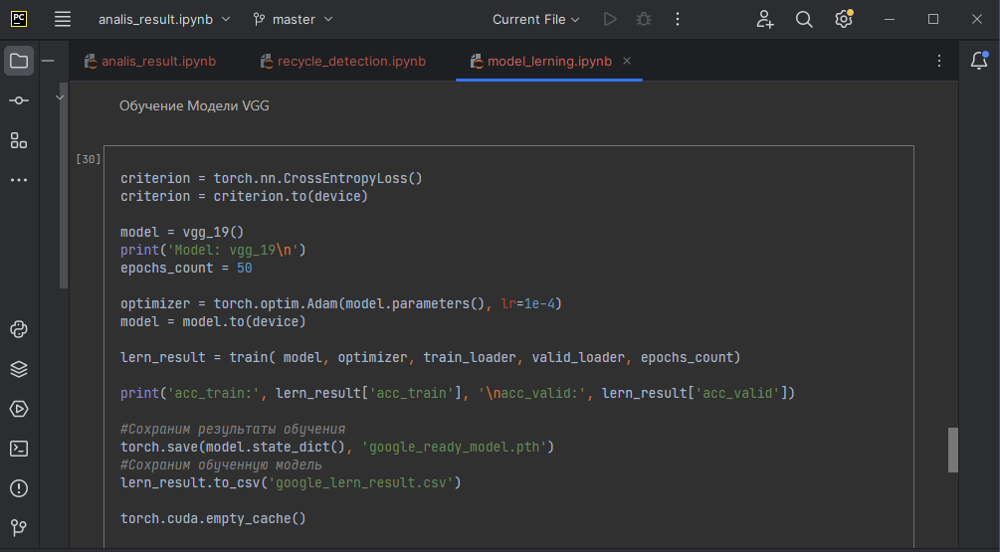 PC
analis_result.ipynb
master
Current File
analis_result.ipynb
recycle_detection.ipynb
model_lerning.ipynb
Обучение Модели VGG
[30]
criterion = torch.nn.CrossEntropyLoss()
criterion = criterion.to(device)
model = vgg_19()
print('Model: vgg_19\n')
epochs_count = 50
optimizer = torch.optim.Adam(model.parameters(), lr=1e-4)
model = model.to(device)
lern_result = train( model, optimizer, train_loader, valid_loader, epochs_count)
print('acc_train:', lern_result['acc_train'], '\nacc_valid:', lern_result['acc_valid'])
#Сохраним результаты обучения
torch.save(model.state_dict(), 'google_ready_model.pth')
#Сохраним обученную модель
lern_result.to_csv('google_lern_result.csv')
torch.cuda.empty_cache()